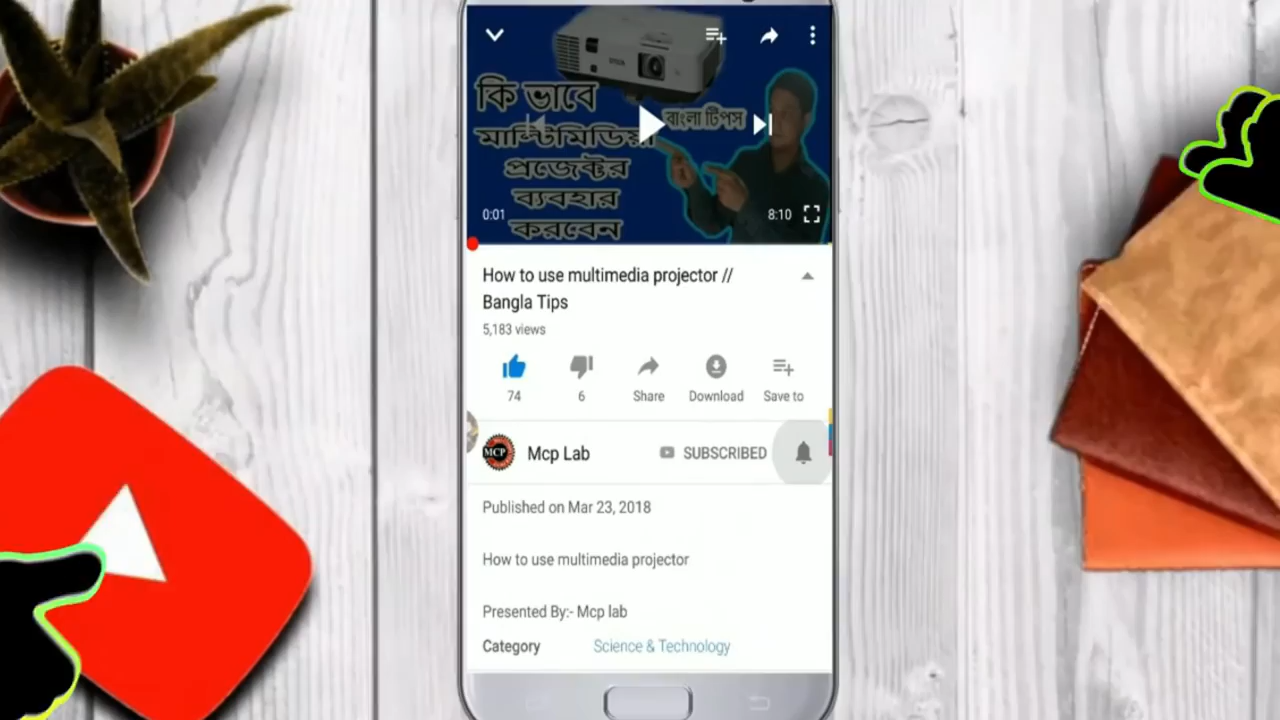 কি ভাবে
মাল্টিমিডিয়া
বাংলা টিপস
প্রজেক্টর
ব্যবহার
করবেন
0:01
8:10
How to use multimedia projector //
Bangla Tips
5,183 views
74
6
Share
Download
Save to
MCP
Mcp Lab
SUBSCRIBED
Published on Mar 23, 2018
How to use multimedia projector
Presented By:- Mcp lab
Category
Science & Technology